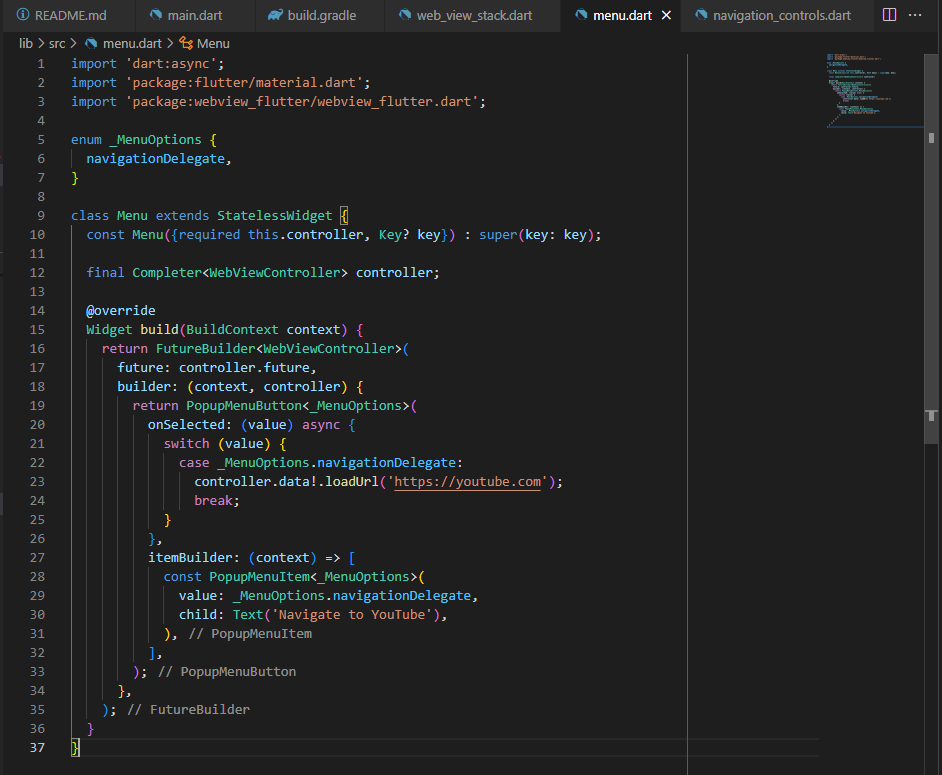 README.md main.dart build.gradle web_view_stack.dart menu.dart navigation_controls.dart
lib > src > menu.dart > Menu
1 import 'dart:async';
2 import 'package:flutter/material.dart';
3 import 'package:webview_flutter/webview_flutter.dart';
4
5 enum _MenuOptions {
6   navigationDelegate,
7 }
8
9 class Menu extends StatelessWidget {
10   const Menu({required this.controller, Key? key}) : super(key: key);
11
12   final Completer<WebViewController> controller;
13
14   @override
15   Widget build(BuildContext context) {
16     return FutureBuilder<WebViewController>(
17       future: controller.future,
18       builder: (context, controller) {
19         return PopupMenuButton<_MenuOptions>(
20           onSelected: (value) async {
21             switch (value) {
22               case _MenuOptions.navigationDelegate:
23                 controller.data!.loadUrl('https://youtube.com');
24                 break;
25             }
26           },
27           itemBuilder: (context) => [
28             const PopupMenuItem<_MenuOptions>(
29               value: _MenuOptions.navigationDelegate,
30               child: Text('Navigate to YouTube'),
31             ), // PopupMenuItem
32           ],
33         ); // PopupMenuButton
34       },
35     ); // FutureBuilder
36   }
37 }